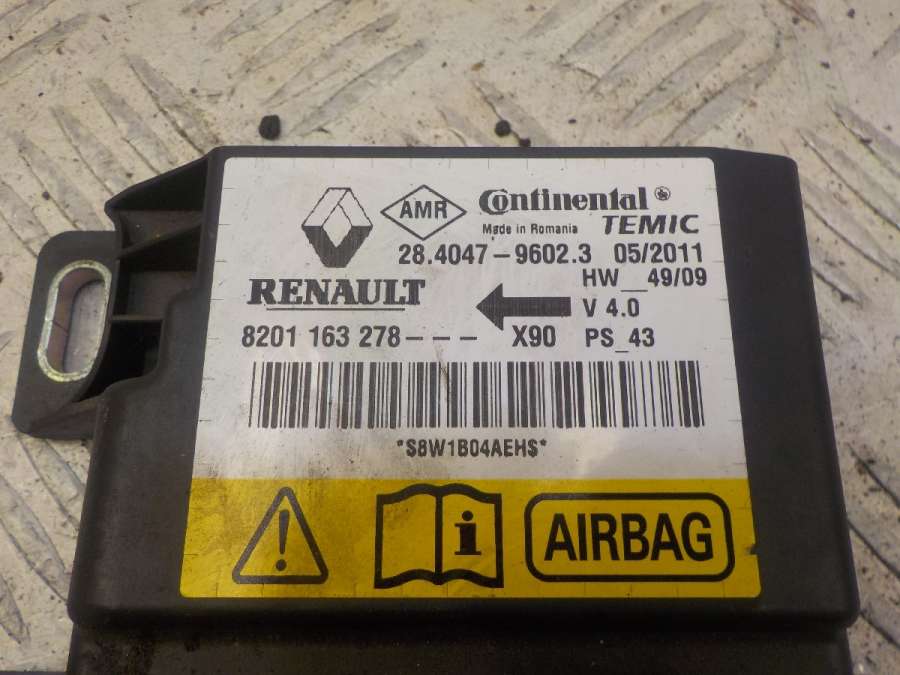 AMR Continental
Made in Romania TEMIC
28.4047-9602.3 05/2011
HW_49/09
RENAULT
V 4.0
8201 163 278--- X90 PS_43
*S8W1B04AEHS*
i AIRBAG